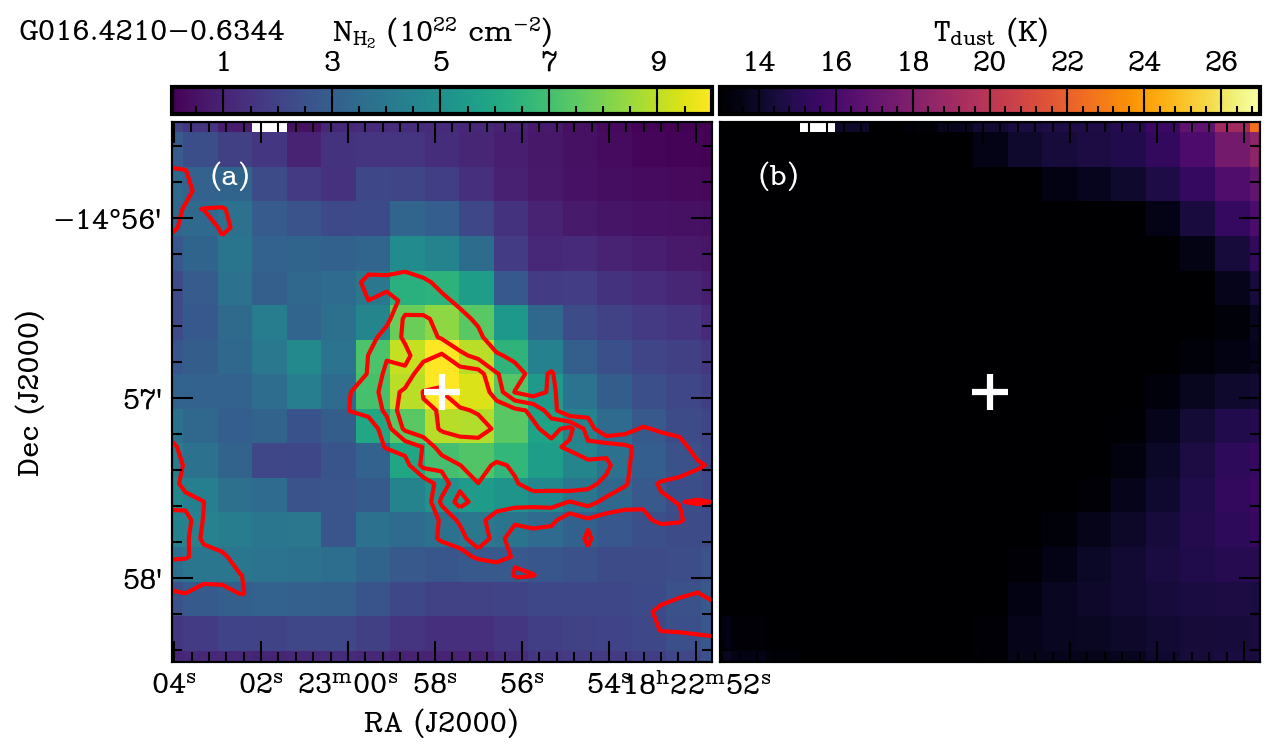 G016.4210−0.6344 N_H₂ (10²² cm⁻²) T_dust (K)
1 3 5 7 9 14 16 18 20 22 24 26
(a) (b)
−14°56'
57'
58'
Dec (J2000)
04ˢ 02ˢ 23ᵐ00ˢ 58ˢ 56ˢ 54ˢ 18ʰ22ᵐ52ˢ
RA (J2000)